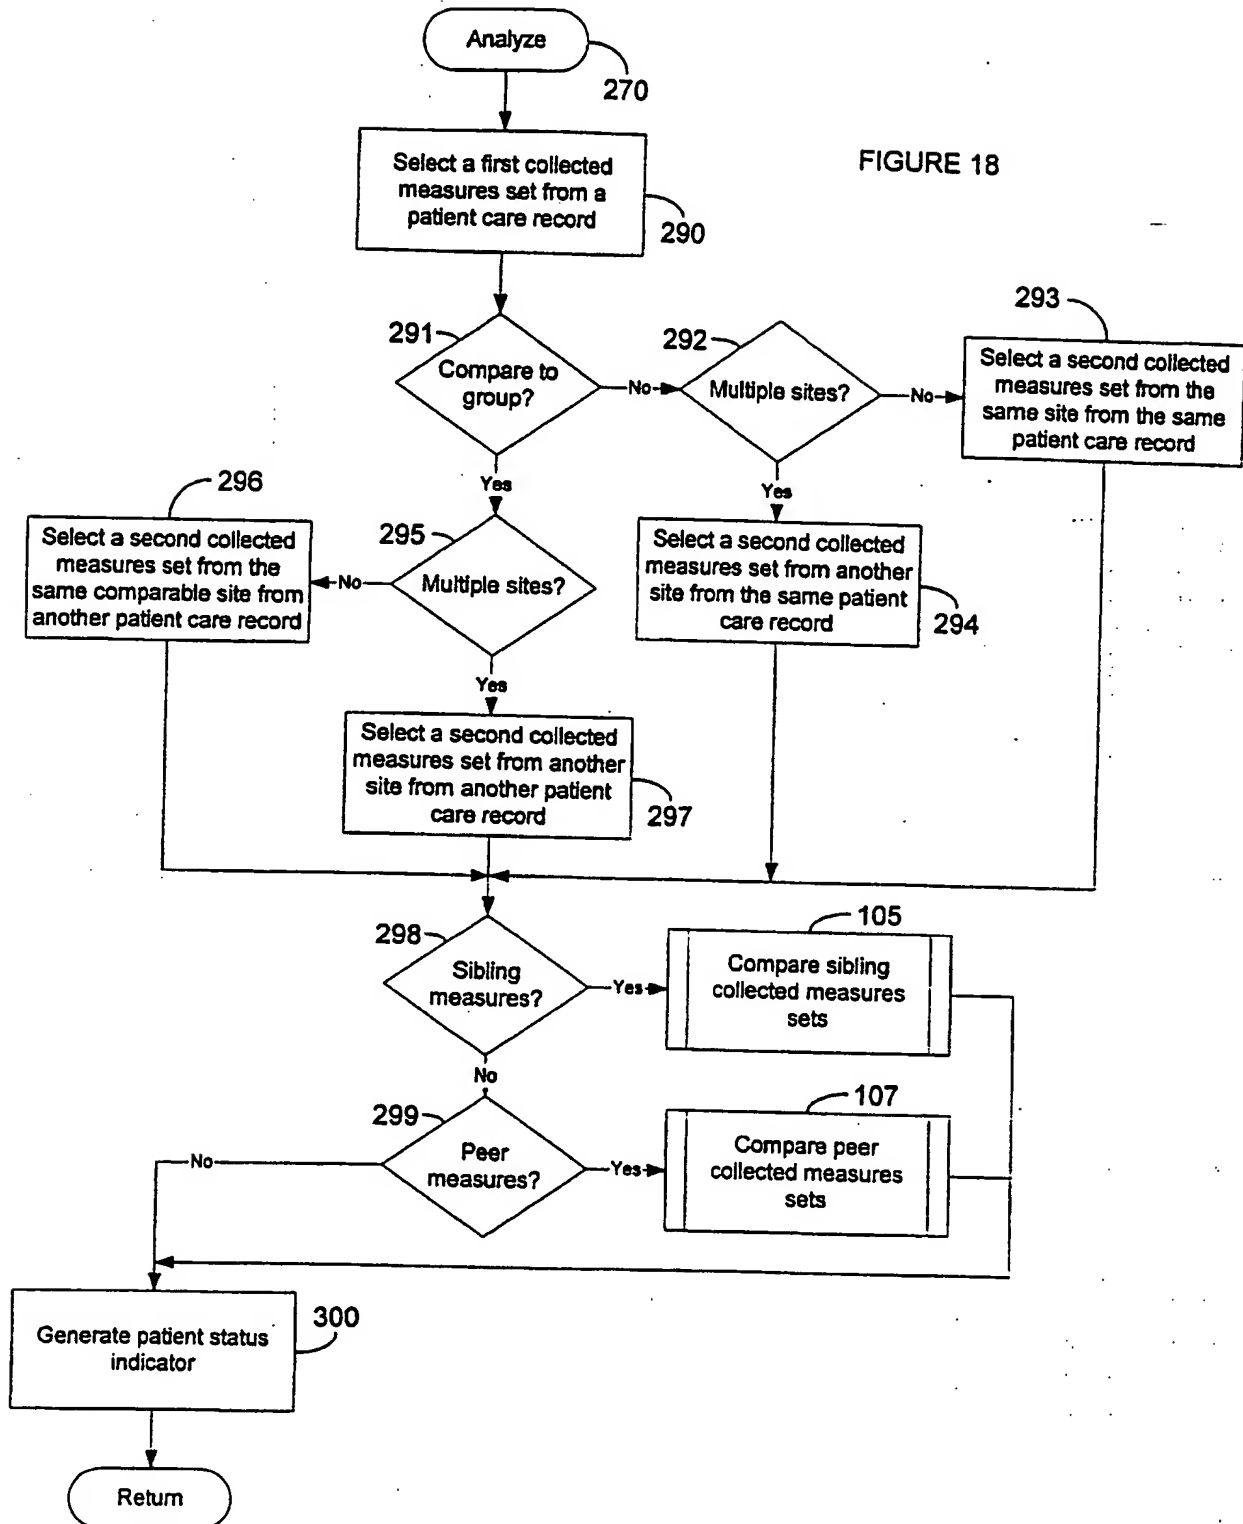 Analyze
270
FIGURE 18
Select a first collected
measures set from a
patient care record
290
291
Compare to
group?
No
292
Multiple sites?
No
293
Select a second collected
measures set from the
same site from the same
patient care record
Yes
Yes
296
Select a second collected
measures set from the
same comparable site from
another patient care record
No
295
Multiple sites?
Select a second collected
measures set from another
site from the same patient
care record
294
Yes
Select a second collected
measures set from another
site from another patient
care record
297
298
Sibling
measures?
Yes
105
Compare sibling
collected measures
sets
No
299
Peer
measures?
No
Yes
107
Compare peer
collected measures
sets
Generate patient status
indicator
300
Return